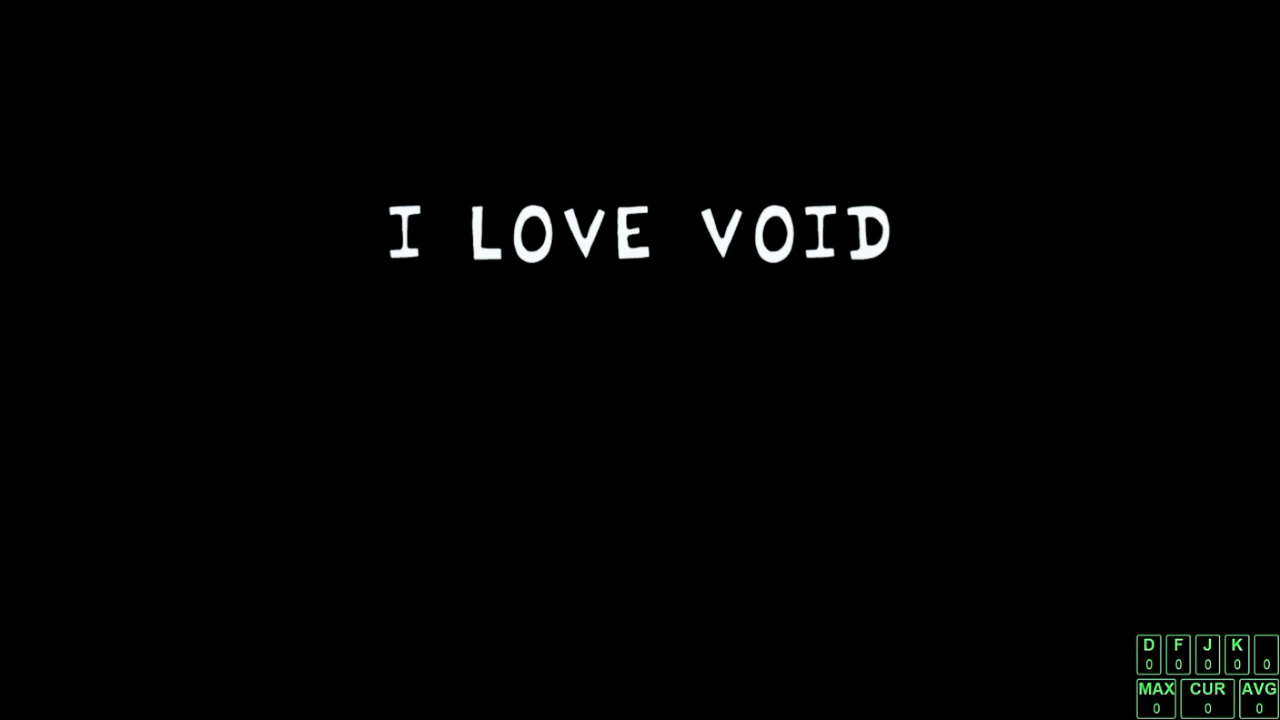 I LOVE VOID
D F J K
0 0 0 0 0
MAX CUR AVG
0 0 0